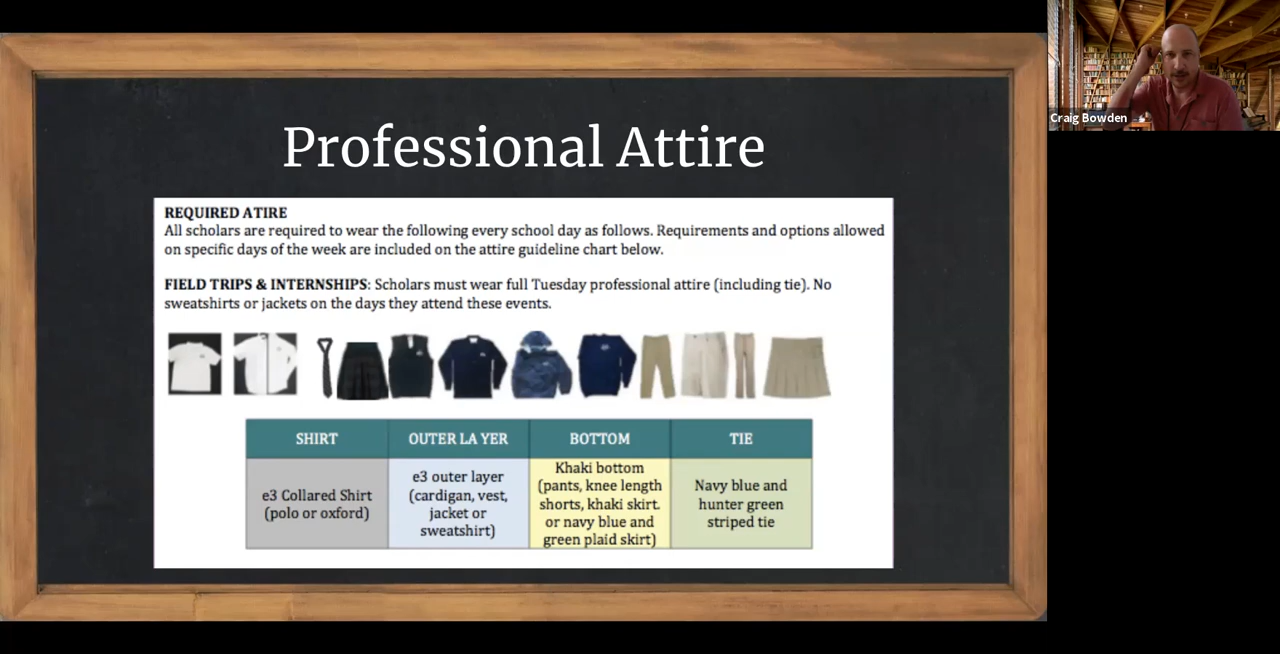 Professional Attire
REQUIRED ATIRE
All scholars are required to wear the following every school day as follows. Requirements and options allowed
on specific days of the week are included on the attire guideline chart below.
FIELD TRIPS & INTERNSHIPS: Scholars must wear full Tuesday professional attire (including tie). No
sweatshirts or jackets on the days they attend these events.
SHIRT
OUTER LA YER
BOTTOM
TIE
e3 Collared Shirt
(polo or oxford)
e3 outer layer
(cardigan, vest,
jacket or
sweatshirt)
Khaki bottom
(pants, knee length
shorts, khaki skirt.
or navy blue and
green plaid skirt)
Navy blue and
hunter green
striped tie
Craig Bowden